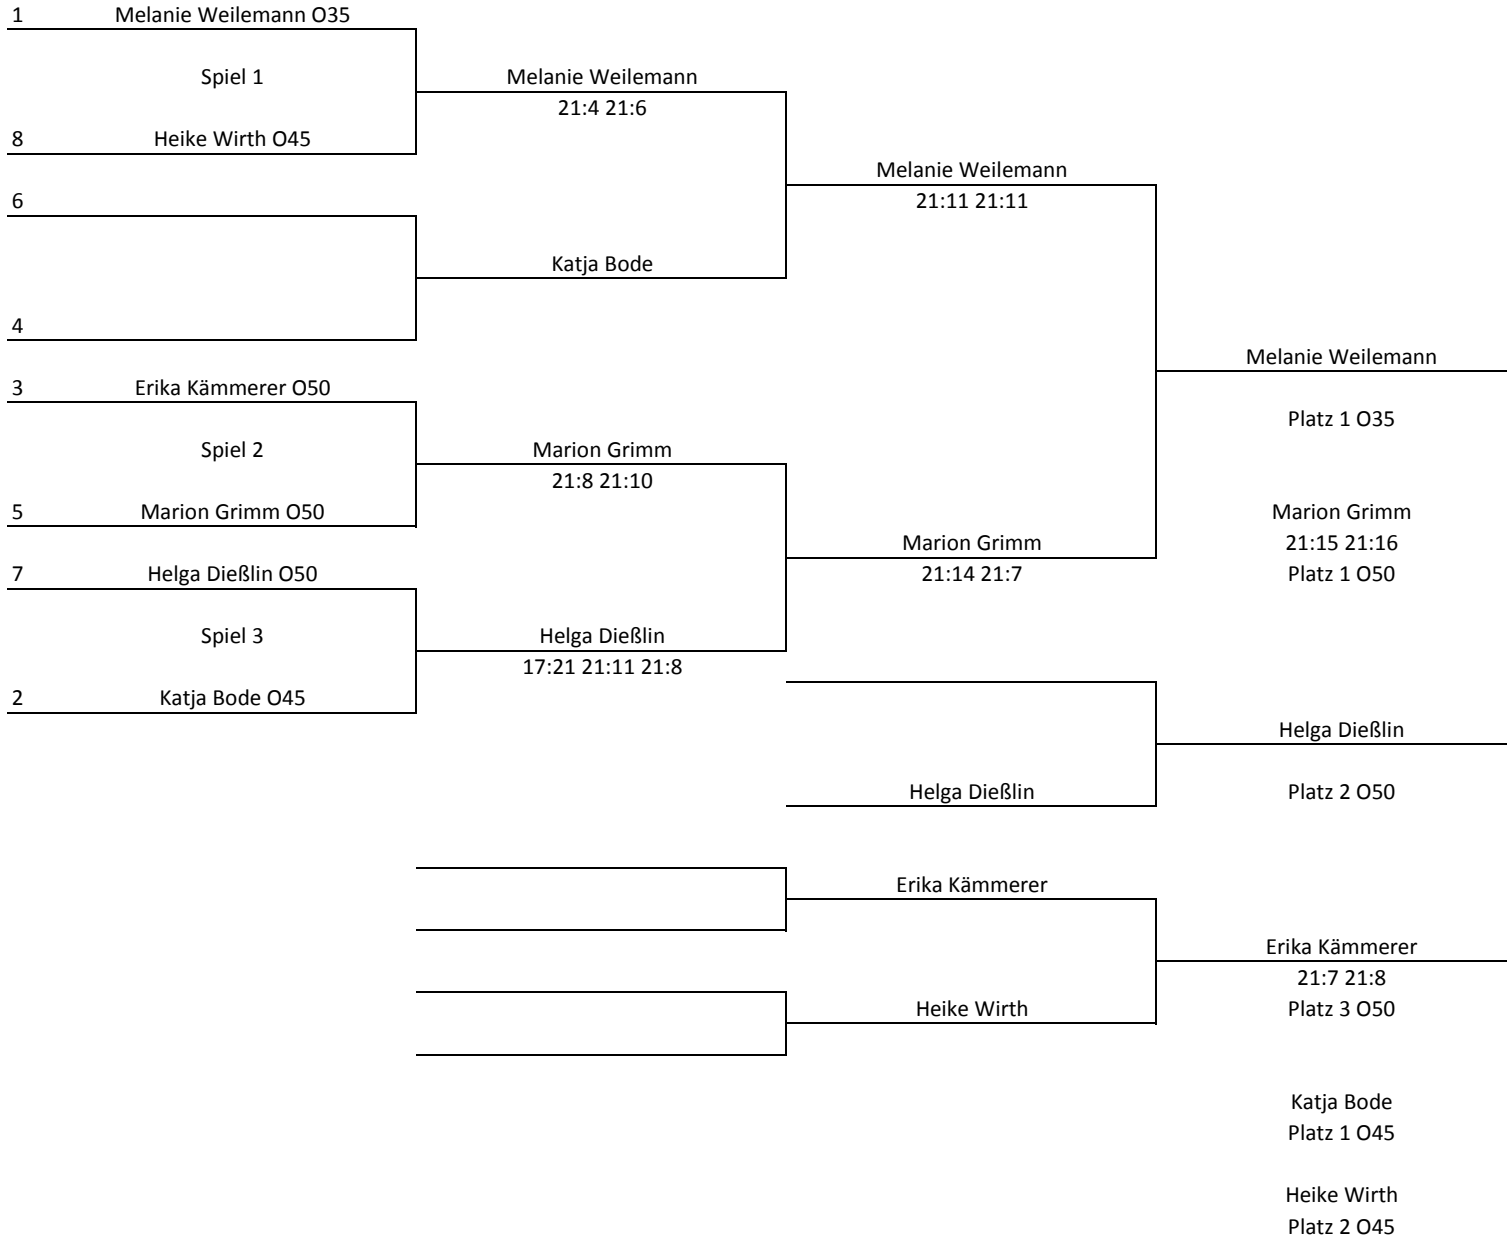 1 Melanie Weilemann O35
Spiel 1
Melanie Weilemann
21:4 21:6
8 Heike Wirth O45
Melanie Weilemann
21:11 21:11
6
Katja Bode
4
Melanie Weilemann
3 Erika Kämmerer O50
Platz 1 O35
Spiel 2
Marion Grimm
21:8 21:10
5 Marion Grimm O50
Marion Grimm
21:15 21:16
Platz 1 O50
Marion Grimm
21:14 21:7
7 Helga Dießlin O50
Spiel 3
Helga Dießlin
17:21 21:11 21:8
2 Katja Bode O45
Helga Dießlin
Helga Dießlin
Platz 2 O50
Erika Kämmerer
Erika Kämmerer
21:7 21:8
Platz 3 O50
Heike Wirth
Katja Bode
Platz 1 O45
Heike Wirth
Platz 2 O45